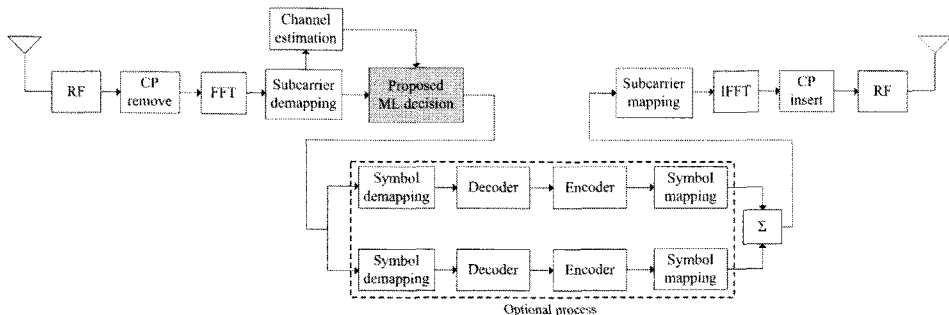 Channel
estimation
RF
CP
remove
FFT
Subcarrier
demapping
Proposed
ML decision
Subcarrier
mapping
IFFT
CP
insert
RF
Symbol
demapping
Decoder
Encoder
Symbol
mapping
Σ
Symbol
demapping
Decoder
Encoder
Symbol
mapping
Optional process